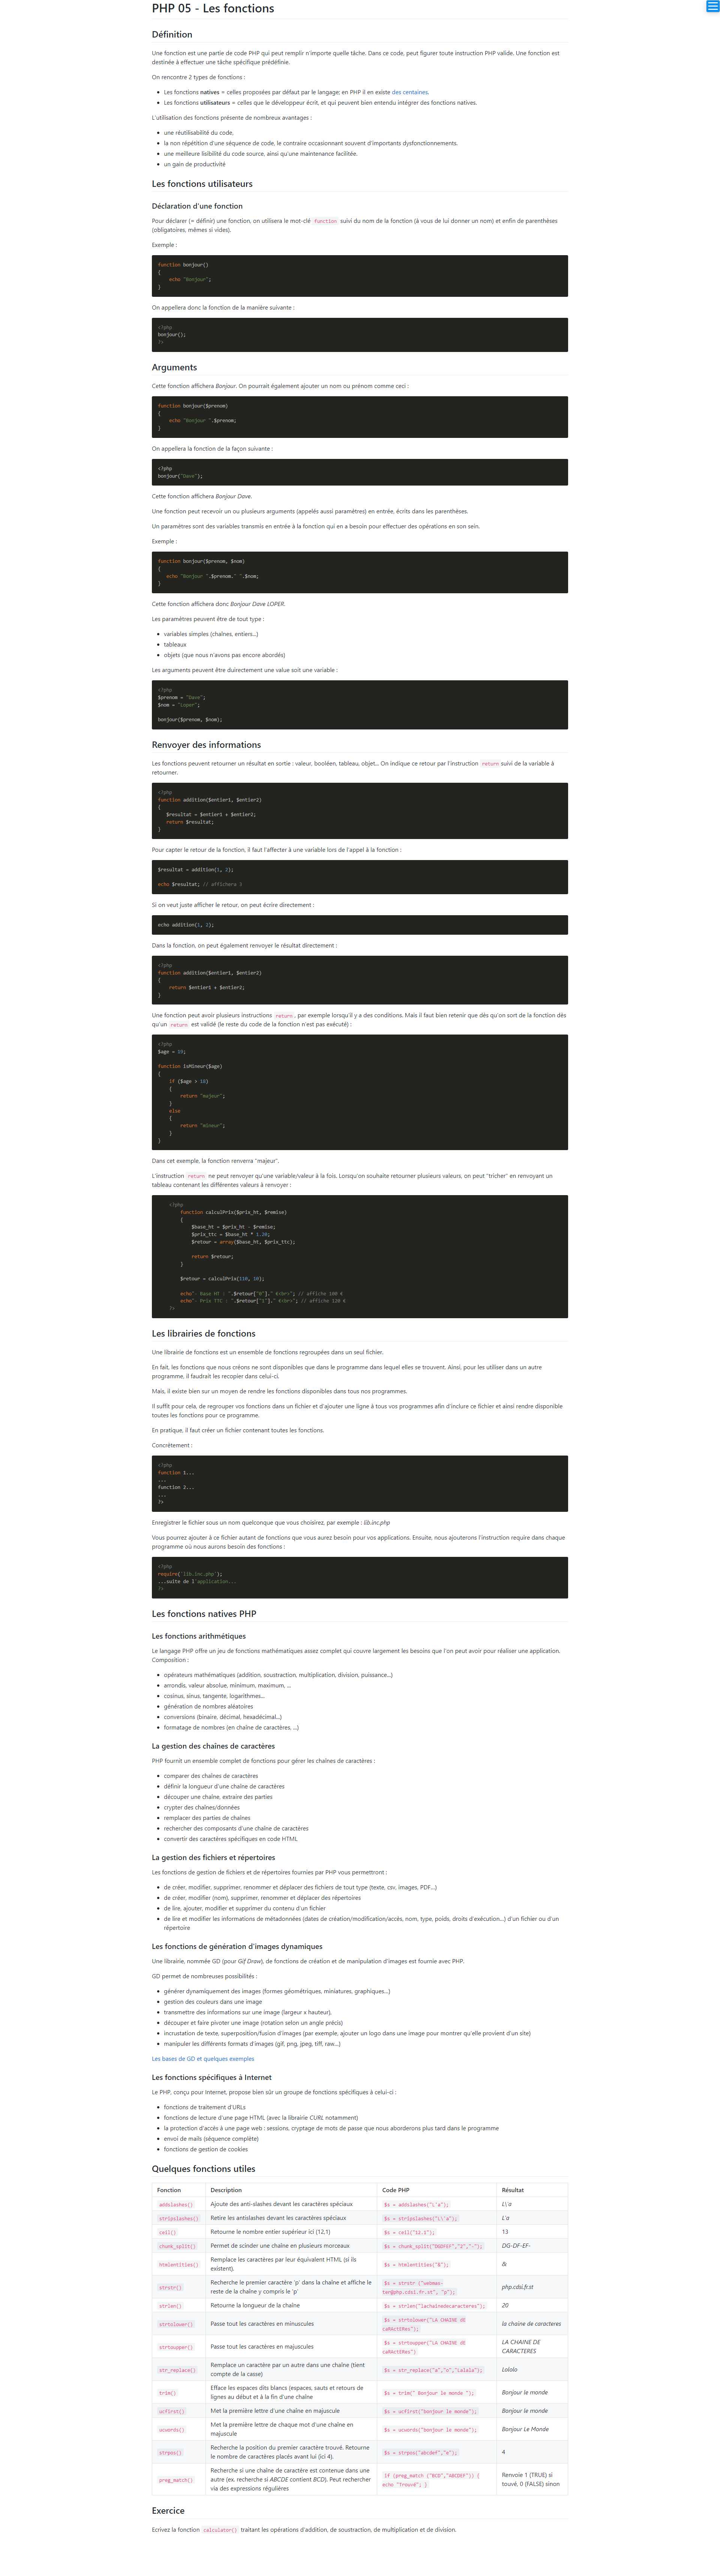 PHP 05 - Les fonctions
Définition
Une fonction est une partie de code PHP qui peut remplir n'importe quelle tâche. Dans ce code, peut figurer toute instruction PHP valide. Une fonction est
destinée à effectuer une tâche spécifique prédéfinie.
On rencontre 2 types de fonctions :
Les fonctions natives = celles proposées par défaut par le langage; en PHP il en existe des centaines.
Les fonctions utilisateurs = celles que le développeur écrit, et qui peuvent bien entendu intégrer des fonctions natives.
L'utilisation des fonctions présente de nombreux avantages :
une réutilisabilité du code,
la non répétition d'une séquence de code, le contraire occasionnant souvent d'importants dysfonctionnements.
une meilleure lisibilité du code source, ainsi qu'une maintenance facilitée.
un gain de productivité
Les fonctions utilisateurs
Déclaration d'une fonction
Pour déclarer (= définir) une fonction, on utilisera le mot-clé function suivi du nom de la fonction (à vous de lui donner un nom) et enfin de parenthèses
(obligatoires, mêmes si vides).
Exemple :
function bonjour()
{
echo "Bonjour";
}
On appellera donc la fonction de la manière suivante :
<?php
bonjour();
?>
Arguments
Cette fonction affichera Bonjour. On pourrait également ajouter un nom ou prénom comme ceci :
function bonjour($prenom)
{
echo "Bonjour ".$prenom;
}
On appellera la fonction de la façon suivante :
<?php
bonjour("Dave");
Cette fonction affichera Bonjour Dave.
Une fonction peut recevoir un ou plusieurs arguments (appelés aussi paramètres) en entrée, écrits dans les parenthèses.
Un paramètres sont des variables transmis en entrée à la fonction qui en a besoin pour effectuer des opérations en son sein.
Exemple :
function bonjour($prenom, $nom)
{
echo "Bonjour ".$prenom." ".$nom;
}
Cette fonction affichera donc Bonjour Dave LOPER.
Les paramètres peuvent être de tout type :
variables simples (chaînes, entiers...)
tableaux
objets (que nous n'avons pas encore abordés)
Les arguments peuvent être duirectement une value soit une variable :
<?php
$prenom = "Dave";
$nom = "Loper";
bonjour($prenom, $nom);
Renvoyer des informations
Les fonctions peuvent retourner un résultat en sortie : valeur, booléen, tableau, objet... On indique ce retour par l'instruction return suivi de la variable à
retourner.
<?php
function addition($entier1, $entier2)
{
$resultat = $entier1 + $entier2;
return $resultat;
}
Pour capter le retour de la fonction, il faut l'affecter à une variable lors de l'appel à la fonction :
$resultat = addition(1, 2);
echo $resultat; // affichera 3
Si on veut juste afficher le retour, on peut écrire directement :
echo addition(1, 2);
Dans la fonction, on peut également renvoyer le résultat directement :
<?php
function addition($entier1, $entier2)
{
return $entier1 + $entier2;
}
Une fonction peut avoir plusieurs instructions return, par exemple lorsqu'il y a des conditions. Mais il faut bien retenir que dès qu'on sort de la fonction dès
qu'un return est validé (le reste du code de la fonction n'est pas exécuté) :
<?php
$age = 39;
function isMineur($age)
{
if ($age > 18)
{
return "majeur";
}
else
{
return "mineur";
}
}
Dans cet exemple, la fonction renverra "majeur".
L'instruction return ne peut renvoyer qu'une variable/valeur à la fois. Lorsqu'on souhaite retourner plusieurs valeurs, on peut "tricher" en renvoyant un
tableau contenant les différentes valeurs à renvoyer :
<?php
function calculPrix($prix_ht, $remise)
{
$base_ht = $prix_ht - $remise;
$prix_ttc = $base_ht * 1.20;
$retour = array($base_ht, $prix_ttc);
return $retour;
}
$retour = calculPrix(110, 10);
echo"- Base HT : ".$retour["0"]." €<br>"; // affiche 100 €
echo"- Prix TTC : ".$retour["1"]." €<br>"; // affiche 120 €
?>
Les librairies de fonctions
Une librairie de fonctions est un ensemble de fonctions regroupées dans un seul fichier.
En fait, les fonctions que nous créons ne sont disponibles que dans le programme dans lequel elles se trouvent. Ainsi, pour les utiliser dans un autre
programme, il faudrait les recopier dans celui-ci.
Mais, il existe bien sur un moyen de rendre les fonctions disponibles dans tous nos programmes.
Il suffit pour cela, de regrouper vos fonctions dans un fichier et d'ajouter une ligne à tous vos programmes afin d'inclure ce fichier et ainsi rendre disponible
toutes les fonctions pour ce programme.
En pratique, il faut créer un fichier contenant toutes les fonctions.
Concrètement :
<?php
function 1...
...
Function 2...
...
?>
Enregistrer le fichier sous un nom quelconque que vous choisirez, par exemple : lib.inc.php
Vous pourrez ajouter à ce fichier autant de fonctions que vous aurez besoin pour vos applications. Ensuite, nous ajouterons l'instruction require dans chaque
programme où nous aurons besoin des fonctions :
<?php
require('lib.inc.php');
...suite de l'application...
?>
Les fonctions natives PHP
Les fonctions arithmétiques
Le langage PHP offre un jeu de fonctions mathématiques assez complet qui couvre largement les besoins que l'on peut avoir pour réaliser une application.
Composition :
opérateurs mathématiques (addition, soustraction, multiplication, division, puissance...)
arrondis, valeur absolue, minimum, maximum, ...
cosinus, sinus, tangente, logarithmes...
génération de nombres aléatoires
conversions (binaire, décimal, hexadécimal...)
formatage de nombres (en chaîne de caractères, ...)
La gestion des chaînes de caractères
PHP fournit un ensemble complet de fonctions pour gérer les chaînes de caractères :
comparer des chaînes de caractères
définir la longueur d'une chaîne de caractères
découper une chaîne, extraire des parties
crypter des chaînes/données
remplacer des parties de chaînes
rechercher des composants d'une chaîne de caractères
convertir des caractères spécifiques en code HTML
La gestion des fichiers et répertoires
Les fonctions de gestion de fichiers et de répertoires fournies par PHP vous permettront :
de créer, modifier, supprimer, renommer et déplacer des fichiers de tout type (texte, csv, images, PDF...)
de créer, modifier (nom), supprimer, renommer et déplacer des répertoires
de lire, ajouter, modifier et supprimer du contenu d'un fichier
de lire et modifier les informations de métadonnées (dates de création/modification/accès, nom, type, poids, droits d'exécution...) d'un fichier ou d'un
répertoire
Les fonctions de génération d'images dynamiques
Une librairie, nommée GD (pour Gif Draw), de fonctions de création et de manipulation d'images est fournie avec PHP.
GD permet de nombreuses possibilités :
générer dynamiquement des images (formes géométriques, miniatures, graphiques...)
gestion des couleurs dans une image
transmettre des informations sur une image (largeur x hauteur),
découper et faire pivoter une image (rotation selon un angle précis)
incrustation de texte, superposition/fusion d'images (par exemple, ajouter un logo dans une image pour montrer qu'elle provient d'un site)
manipuler les différents formats d'images (gif, png, jpeg, tiff, raw...)
Les bases de GD et quelques exemples
Les fonctions spécifiques à Internet
Le PHP, conçu pour Internet, propose bien sûr un groupe de fonctions spécifiques à celui-ci :
fonctions de traitement d'URLs
fonctions de lecture d'une page HTML (avec la librairie CURL notamment)
la protection d'accès à une page web : sessions, cryptage de mots de passe que nous aborderons plus tard dans le programme
envoi de mails (séquence complète)
fonctions de gestion de cookies
Quelques fonctions utiles
Fonction Description Code PHP Résultat
addslashes() Ajoute des anti-slashes devant les caractères spéciaux $s = addslashes("L'a"); L\'a
stripslashes() Retire les antislashes devant les caractères spéciaux $s = stripslashes("L\'a"); L'a
ceil() Retourne le nombre entier supérieur ici (12,1) $s = ceil("12.1"); 13
chunk_split() Permet de scinder une chaîne en plusieurs morceaux $s = chunk_split("DGDFEF","2","-"); DG-DF-EF-
htmlentities() Remplace les caractères par leur équivalent HTML (si ils
existent). $s = htmlentities("&"); &
strstr() Recherche le premier caractère 'p' dans la chaîne et affiche le
reste de la chaîne y compris le 'p' $s = strstr ("webmas-
ter@php.cdsi.fr.st", "p"); php.cdsi.fr.st
strlen() Retourne la longueur de la chaîne $s = strlen("lachainedecaracteres"); 20
strtolower() Passe tout les caractères en minuscules $s = strtolower("LA CHAINE dE
caRActERes"); la chaine de caracteres
strtoupper() Passe tout les caractères en majuscules $s = strtoupper("LA CHAINE dE
caRActERes") LA CHAINE DE
CARACTERES
str_replace() Remplace un caractère par un autre dans une chaîne (tient
compte de la casse) $s = str_replace("a","o","Lalala"); Lololo
trim() Efface les espaces dits blancs (espaces, sauts et retours de
lignes au début et à la fin d'une chaîne $s = trim(" Bonjour le monde "); Bonjour le monde
ucfirst() Met la première lettre d'une chaîne en majuscule $s = ucfirst("bonjour le monde"); Bonjour le monde
ucwords() Met la première lettre de chaque mot d'une chaîne en
majuscule $s = ucwords("bonjour le monde"); Bonjour Le Monde
strpos() Recherche la position du premier caractère trouvé. Retourne
le nombre de caractères placés avant lui (ici 4). $s = strpos("abcdef","e"); 4
preg_match() Recherche si une chaîne de caractère est contenue dans une
autre (ex. recherche si ABCDE contient BCD). Peut rechercher
via des expressions régulières if (preg_match ("BCD","ABCDEF")) {
echo "Trouvé"; } Renvoie 1 (TRUE) si
touvé, 0 (FALSE) sinon
Exercice
Ecrivez la fonction calculator() traitant les opérations d'addition, de soustraction, de multiplication et de division.